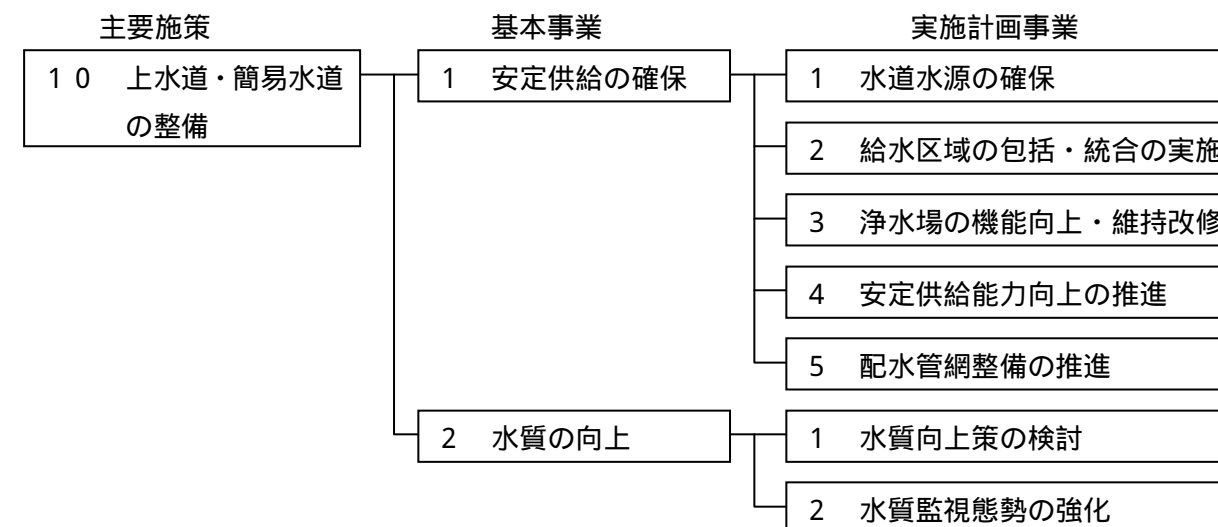 主要施策 基本事業 実施計画事業
10 上水道・簡易水道 1 安定供給の確保 1 水道水源の確保
の整備
2 給水区域の包括・統合の実施
3 浄水場の機能向上・維持改修
4 安定供給能力向上の推進
5 配水管網整備の推進
2 水質の向上 1 水質向上策の検討
2 水質監視態勢の強化